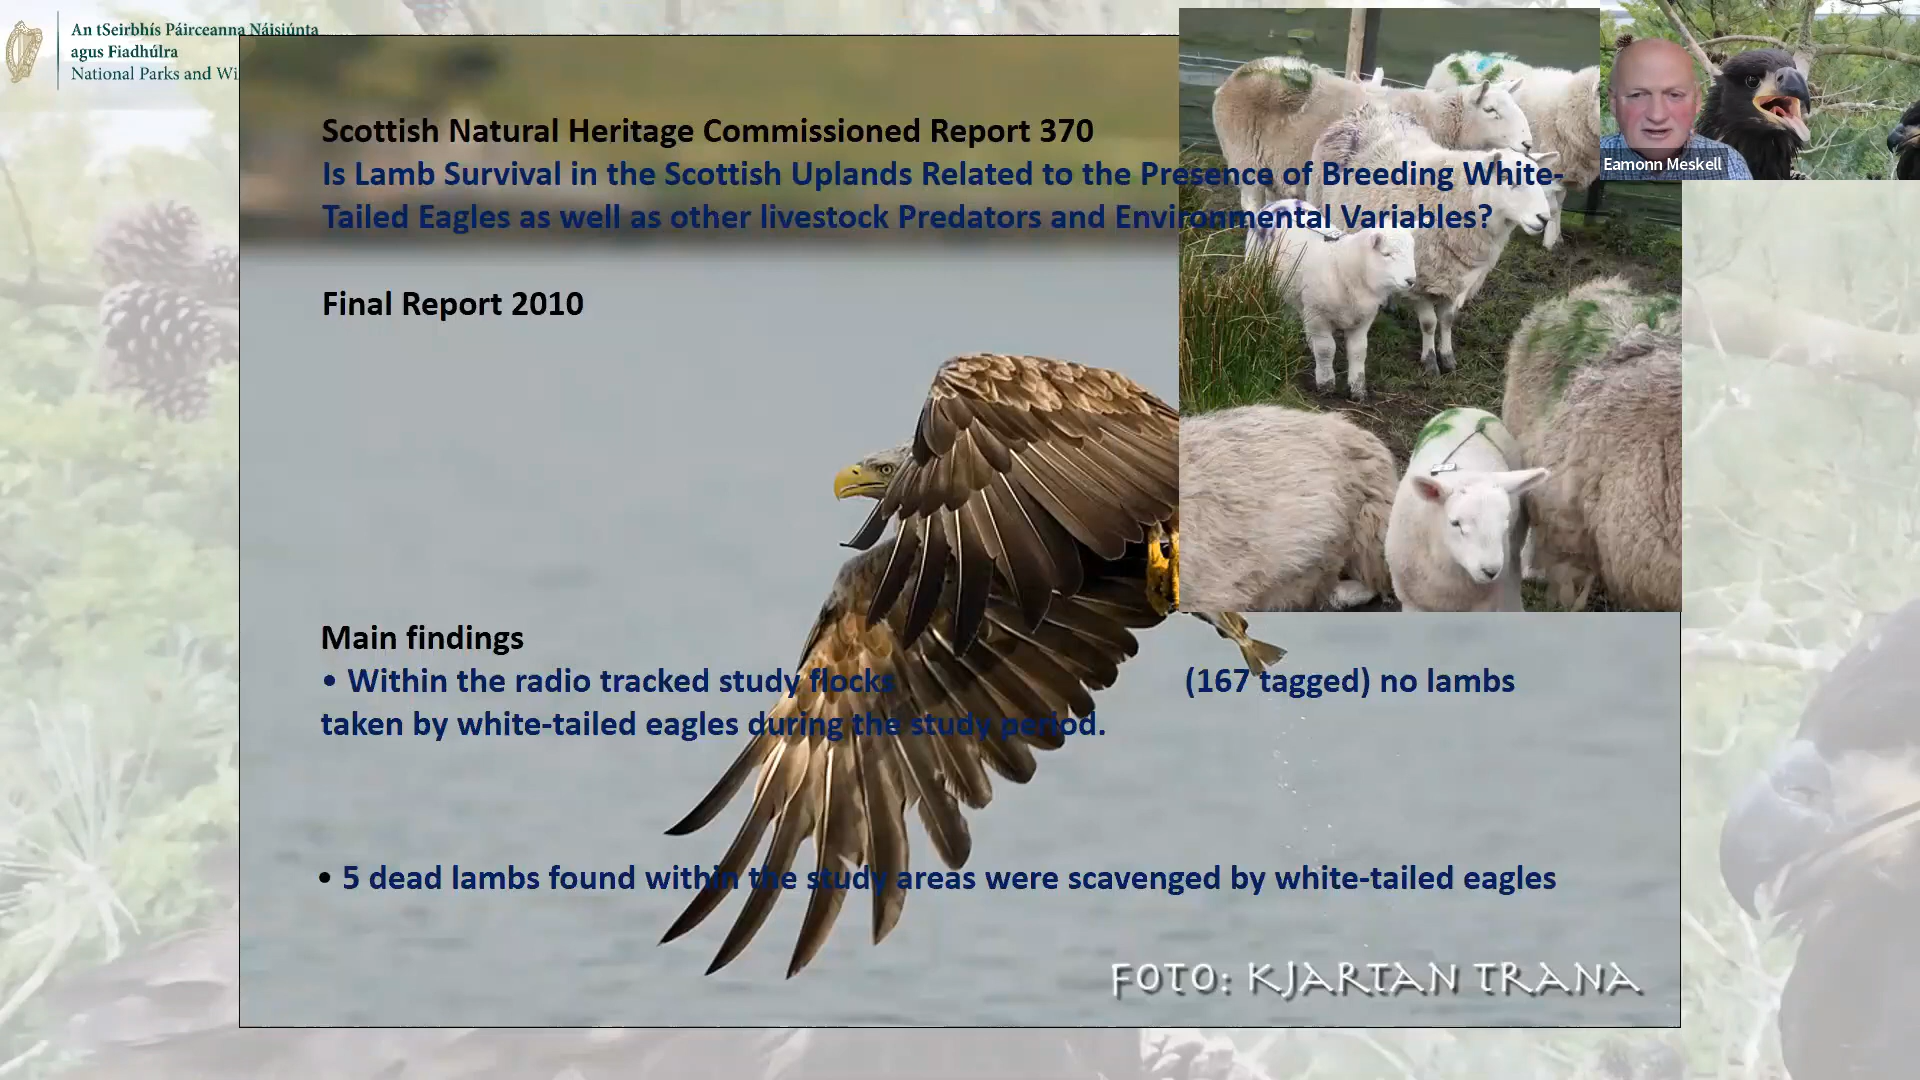 An tSeirbhís Páirceanna Náisiúnta
agus Fiadhúlra
National Parks and Wi
Eamonn Meskell
Scottish Natural Heritage Commissioned Report 370
Is Lamb Survival in the Scottish Uplands Related to the Presence of Breeding White-
Tailed Eagles as well as other livestock Predators and Environmental Variables?
Final Report 2010
Main findings
• Within the radio tracked study flocks (167 tagged) no lambs
taken by white-tailed eagles during the study period.
• 5 dead lambs found within the study areas were scavenged by white-tailed eagles
FOTO: KJARTAN TRANA